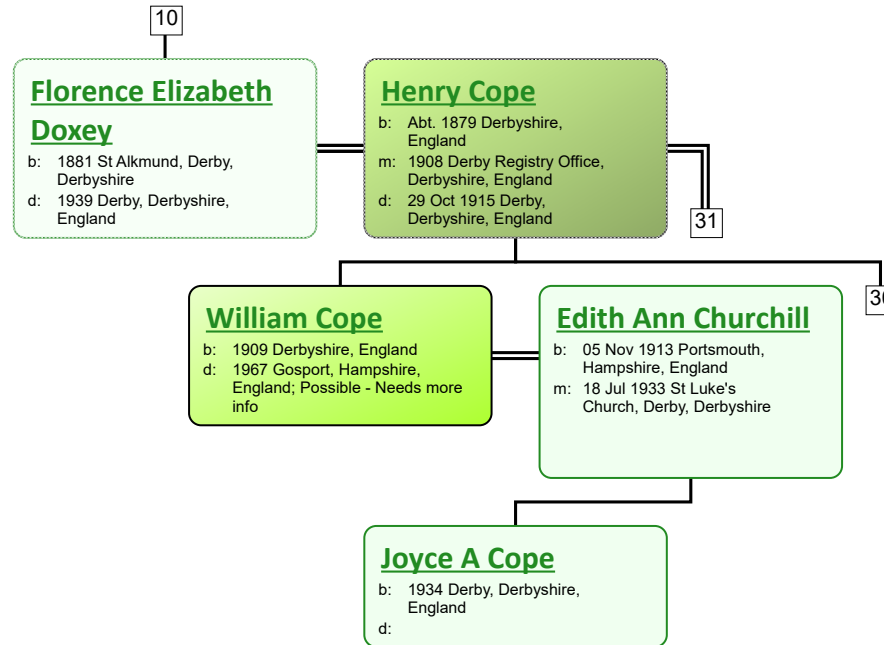 10
Florence Elizabeth
Doxey
b: 1881 St Alkmund, Derby,
Derbyshire
d: 1939 Derby, Derbyshire,
England
Henry Cope
b: Abt. 1879 Derbyshire,
England
m: 1908 Derby Registry Office,
Derbyshire, England
d: 29 Oct 1915 Derby,
Derbyshire, England
31
William Cope
b: 1909 Derbyshire, England
d: 1967 Gosport, Hampshire,
England; Possible - Needs more
info
Edith Ann Churchill
b: 05 Nov 1913 Portsmouth,
Hampshire, England
m: 18 Jul 1933 St Luke's
Church, Derby, Derbyshire
Joyce A Cope
b: 1934 Derby, Derbyshire,
England
d: